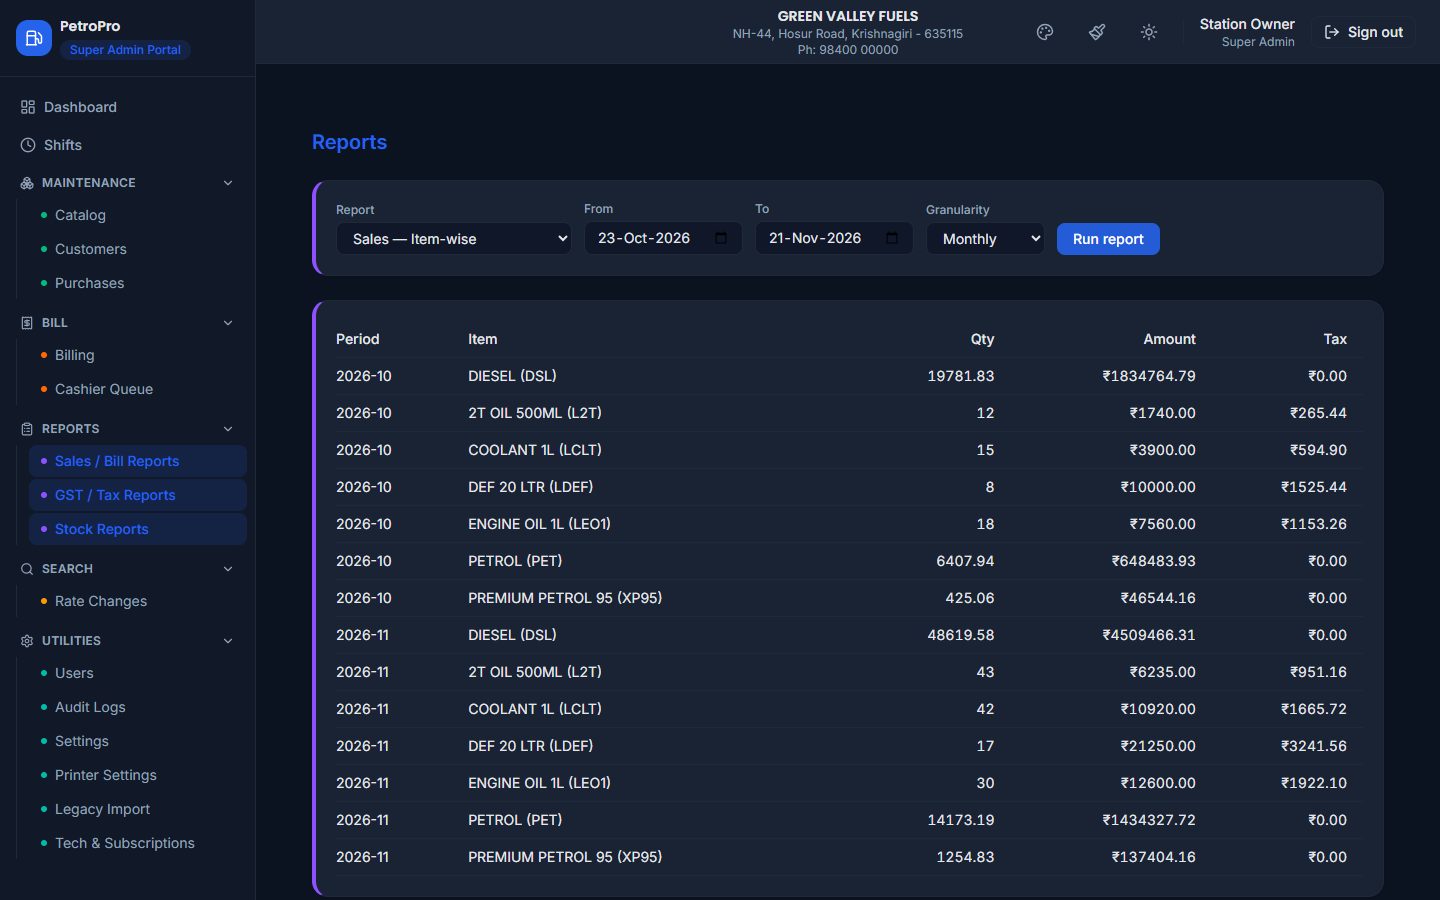 PetroPro
Super Admin Portal
GREEN VALLEY FUELS
NH-44, Hosur Road, Krishnagiri - 635115
Ph: 98400 00000
Station Owner
Super Admin
Sign out
Dashboard
Shifts
MAINTENANCE
Catalog
Customers
Purchases
BILL
Billing
Cashier Queue
REPORTS
Sales / Bill Reports
GST / Tax Reports
Stock Reports
SEARCH
Rate Changes
UTILITIES
Users
Audit Logs
Settings
Printer Settings
Legacy Import
Tech & Subscriptions
Reports
Report From To Granularity
Sales — Item-wise 23-Oct-2026 21-Nov-2026 Monthly Run report
Period Item Qty Amount Tax
2026-10 DIESEL (DSL) 19781.83 ₹1834764.79 ₹0.00
2026-10 2T OIL 500ML (L2T) 12 ₹1740.00 ₹265.44
2026-10 COOLANT 1L (LCLT) 15 ₹3900.00 ₹594.90
2026-10 DEF 20 LTR (LDEF) 8 ₹10000.00 ₹1525.44
2026-10 ENGINE OIL 1L (LEO1) 18 ₹7560.00 ₹1153.26
2026-10 PETROL (PET) 6407.94 ₹648483.93 ₹0.00
2026-10 PREMIUM PETROL 95 (XP95) 425.06 ₹46544.16 ₹0.00
2026-11 DIESEL (DSL) 48619.58 ₹4509466.31 ₹0.00
2026-11 2T OIL 500ML (L2T) 43 ₹6235.00 ₹951.16
2026-11 COOLANT 1L (LCLT) 42 ₹10920.00 ₹1665.72
2026-11 DEF 20 LTR (LDEF) 17 ₹21250.00 ₹3241.56
2026-11 ENGINE OIL 1L (LEO1) 30 ₹12600.00 ₹1922.10
2026-11 PETROL (PET) 14173.19 ₹1434327.72 ₹0.00
2026-11 PREMIUM PETROL 95 (XP95) 1254.83 ₹137404.16 ₹0.00